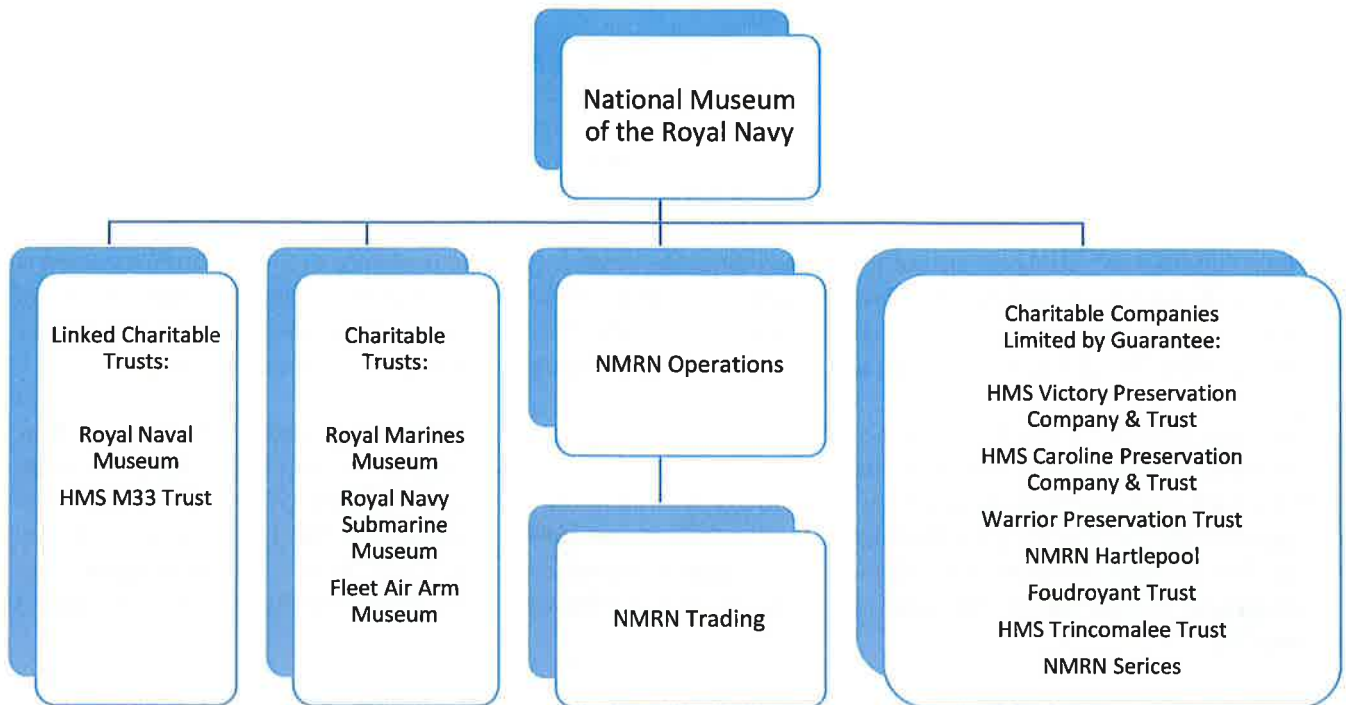 National Museum
of the Royal Navy
Linked Charitable
Trusts:
Royal Naval
Museum
HMS M33 Trust
Charitable
Trusts:
Royal Marines
Museum
Royal Navy
Submarine
Museum
Fleet Air Arm
Museum
NMRN Operations
NMRN Trading
Charitable Companies
Limited by Guarantee:
HMS Victory Preservation
Company & Trust
HMS Caroline Preservation
Company & Trust
Warrior Preservation Trust
NMRN Hartlepool
Foudroyant Trust
HMS Trincomalee Trust
NMRN Serices